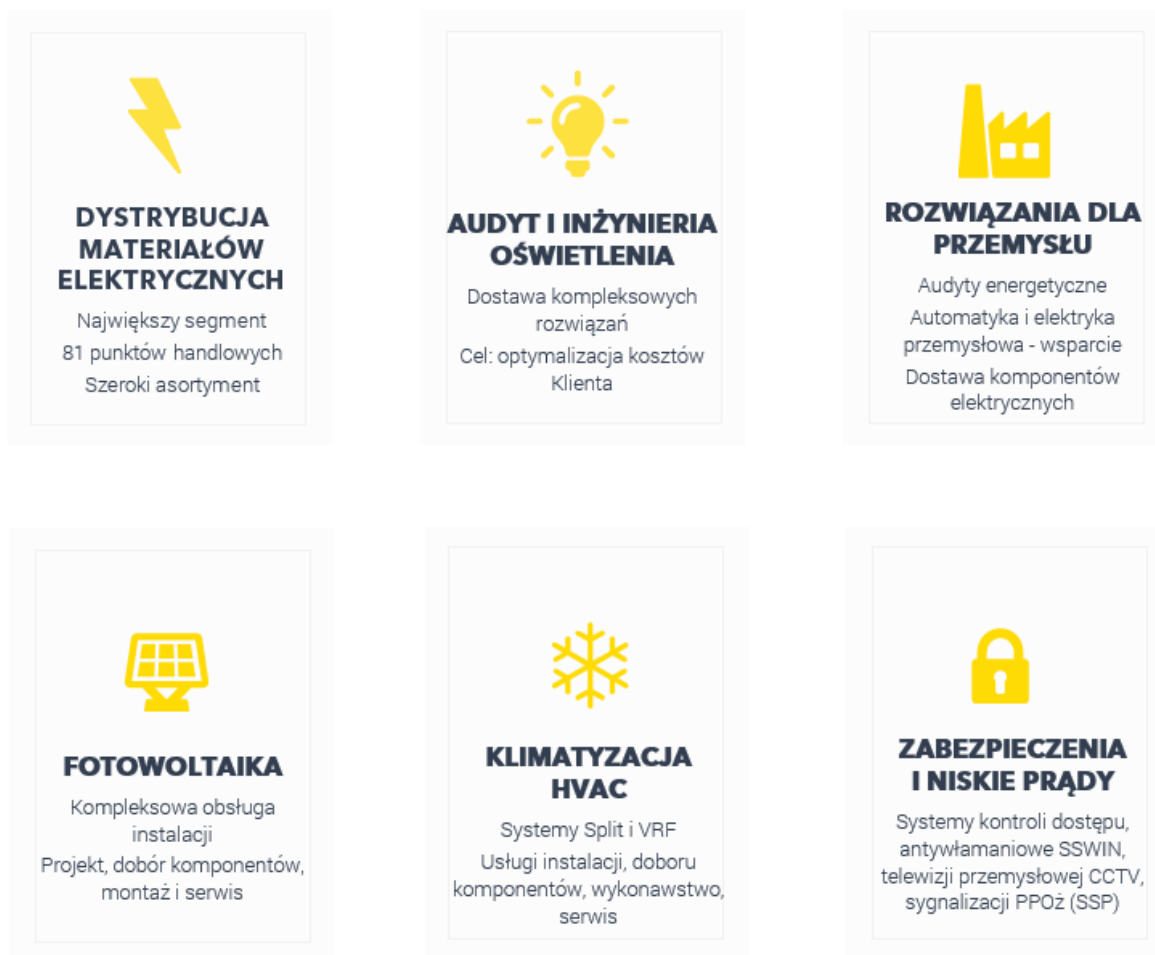 DYSTRYBUCJA
MATERIAŁÓW
ELEKTRYCZNYCH
Największy segment
81 punktów handlowych
Szeroki asortyment
AUDYT I INŻYNIERIA
OŚWIETLENIA
Dostawa kompleksowych
rozwiązań
Cel: optymalizacja kosztów
Klienta
ROZWIĄZANIA DLA
PRZEMYSŁU
Audyty energetyczne
Automatyka i elektryka
przemysłowa - wsparcie
Dostawa komponentów
elektrycznych
FOTOWOLTAIKA
Kompleksowa obsługa
instalacji
Projekt, dobór komponentów,
montaż i serwis
KLIMATYZACJA
HVAC
Systemy Split i VRF
Usługi instalacji, doboru
komponentów, wykonawstwo,
serwis
ZABEZPIECZENIA
I NISKIE PRĄDY
Systemy kontroli dostępu,
antywłamaniowe SSWIN,
telewizji przemysłowej CCTV,
sygnalizacji PPOż (SSP)